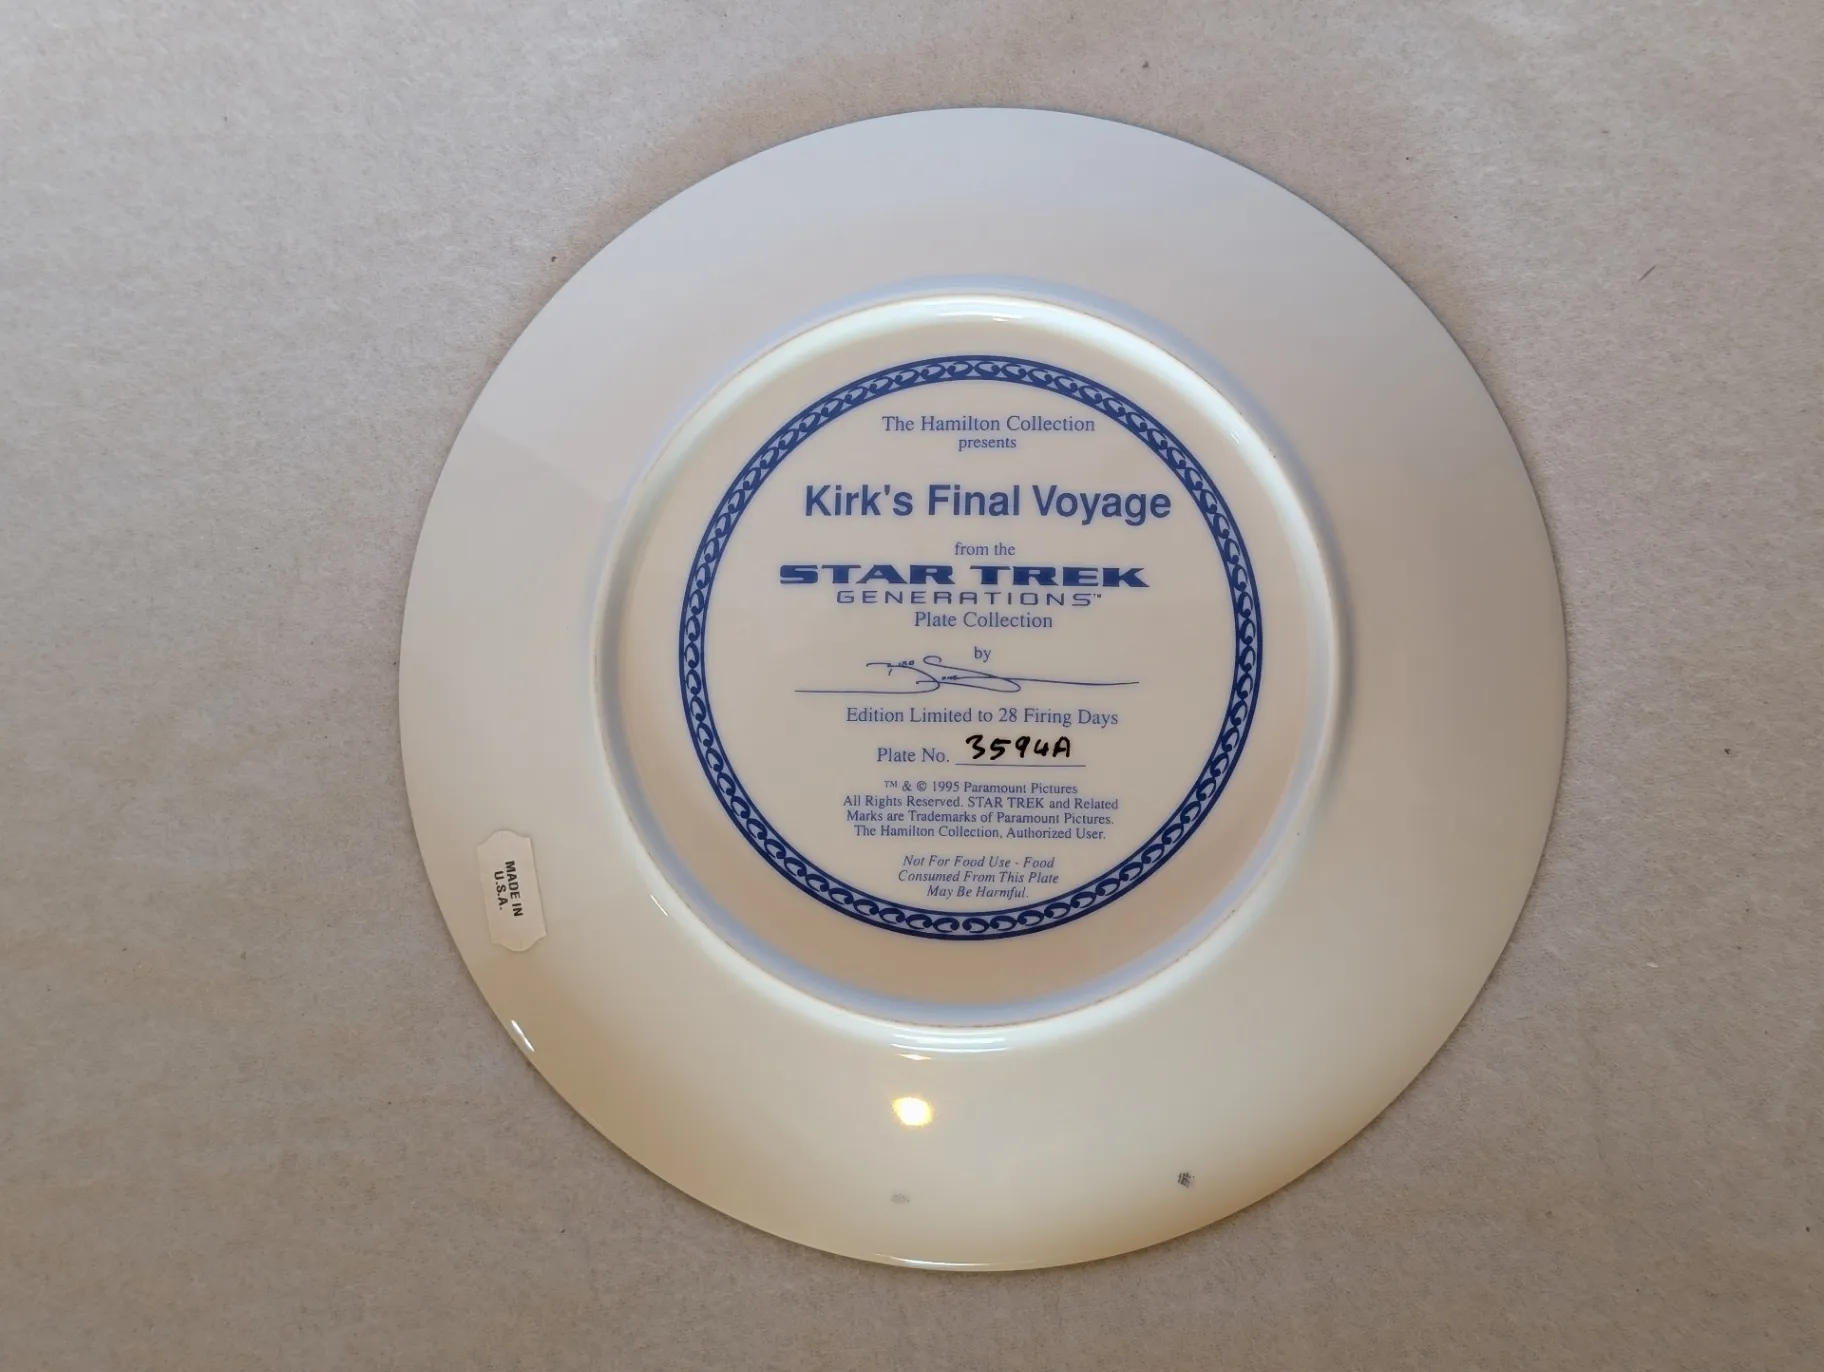 The Hamilton Collection
presents
Kirk's Final Voyage
from the
STAR TREK
GENERATIONS™
Plate Collection
by
Edition Limited to 28 Firing Days
Plate No. 3594A
™ & © 1995 Paramount Pictures
All Rights Reserved. STAR TREK and Related
Marks are Trademarks of Paramount Pictures.
The Hamilton Collection, Authorized User.
Not For Food Use - Food
Consumed From This Plate
May Be Harmful.
MADE IN
U.S.A.